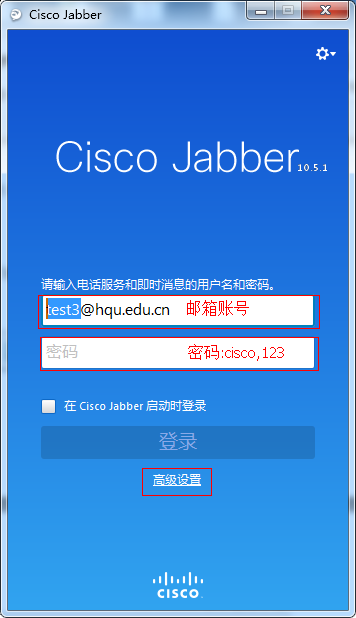 Cisco Jabber
Cisco Jabber 10.5.1
请输入电话服务和即时消息的用户名和密码。
test3@hqu.edu.cn 邮箱账号
密码 密码:cisco,123
在 Cisco Jabber 启动时登录
登录
高级设置
CISCO